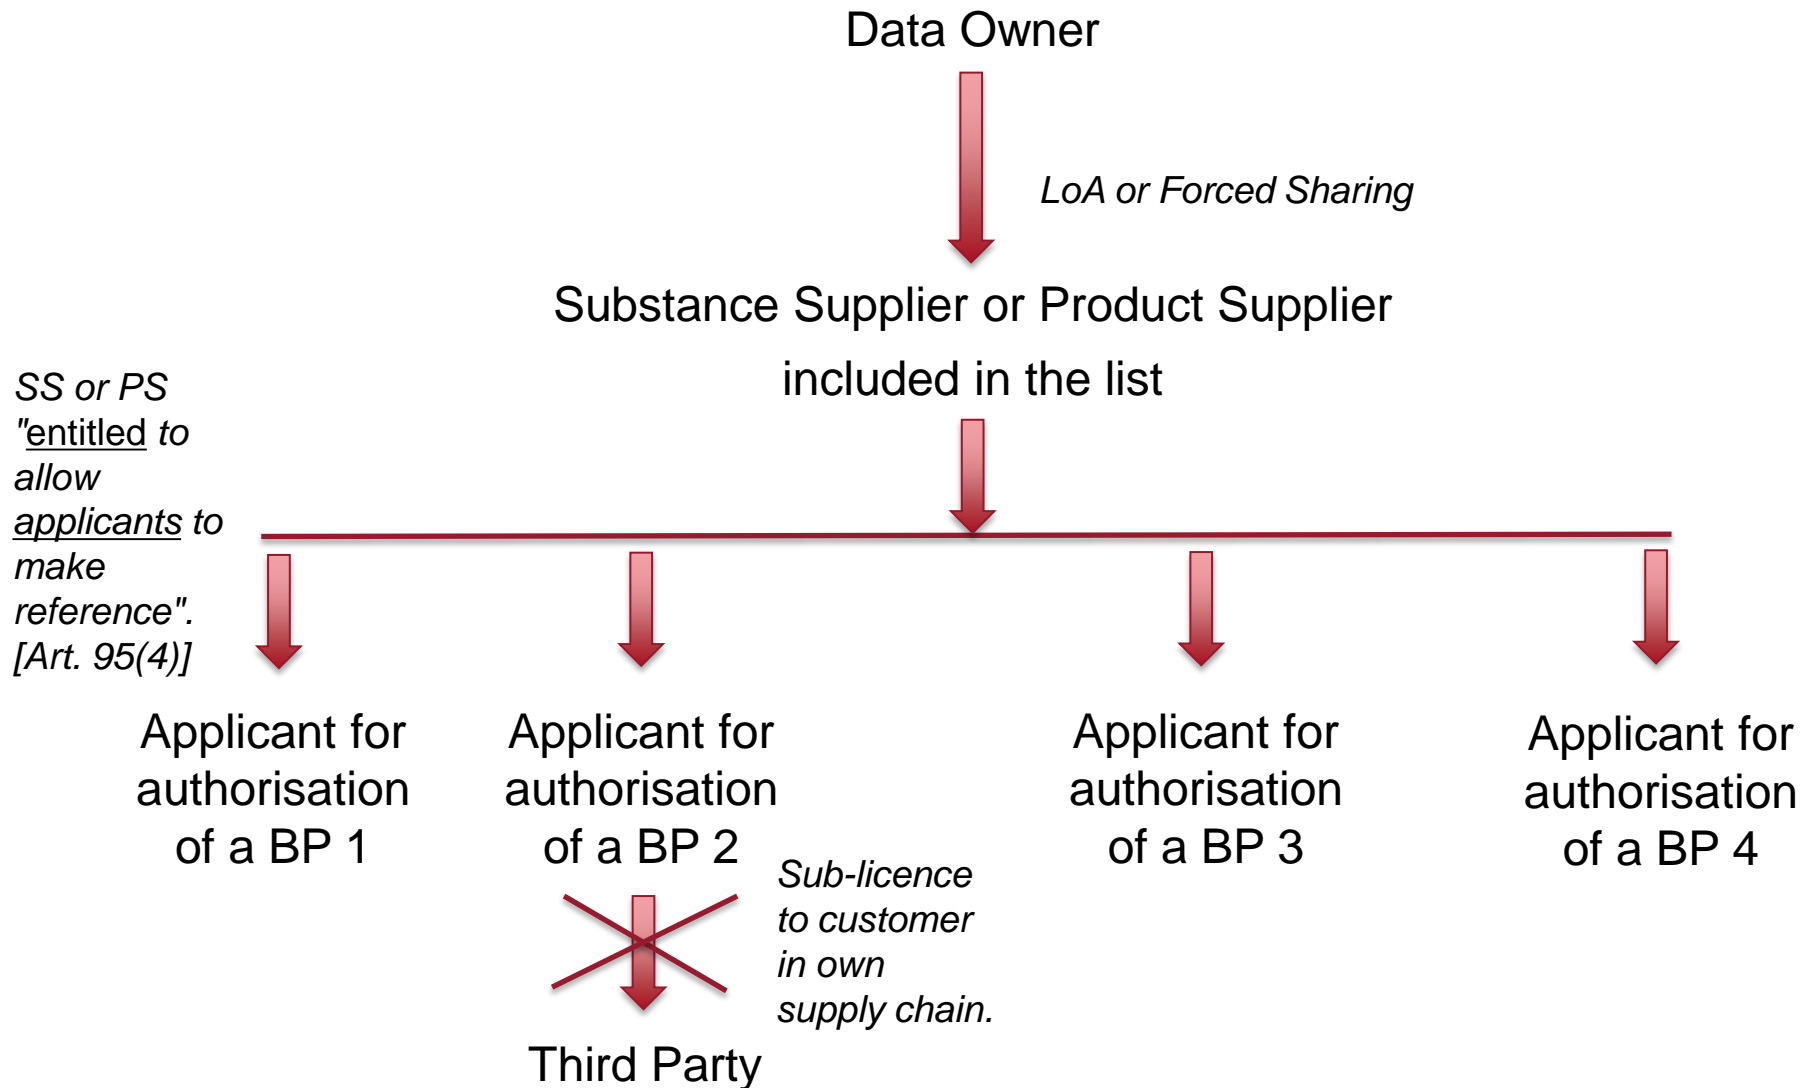 Data Owner
LoA or Forced Sharing
Substance Supplier or Product Supplier
included in the list
SS or PS
"entitled to
allow
applicants to
make
reference".
[Art. 95(4)]
Applicant for
authorisation
of a BP 1
Applicant for
authorisation
of a BP 2
Applicant for
authorisation
of a BP 3
Applicant for
authorisation
of a BP 4
Sub-licence
to customer
in own
supply chain.
Third Party